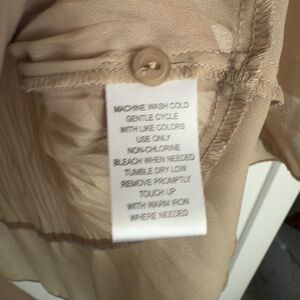 MACHINE WASH COLD
GENTLE CYCLE
WITH LIKE COLORS
USE ONLY
NON-CHLORINE
BLEACH WHEN NEEDED
TUMBLE DRY LOW
REMOVE PROMPTLY
TOUCH UP
WITH WARM IRON
WHERE NEEDED